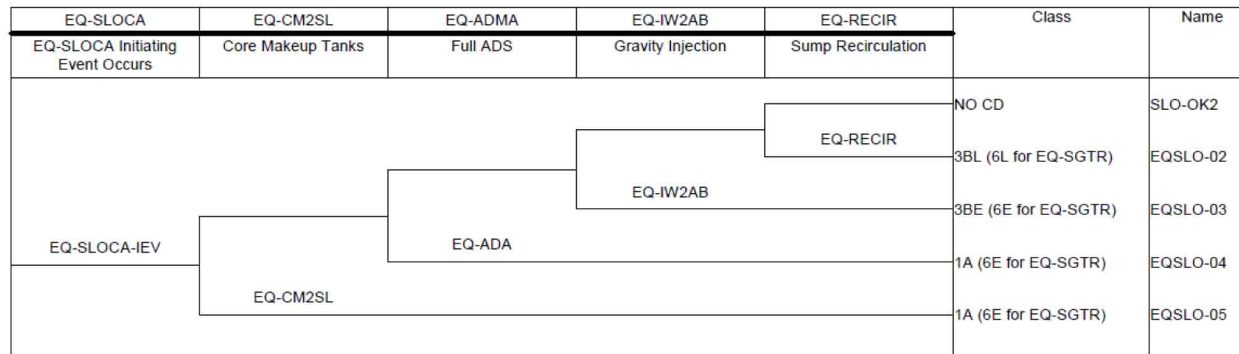 EQ-SLOCA EQ-CM2SL EQ-ADMA EQ-IW2AB EQ-RECIR Class Name
EQ-SLOCA Initiating Event Occurs
Core Makeup Tanks
Full ADS
Gravity Injection
Sump Recirculation
NO CD SLO-OK2
EQ-RECIR
3BL (6L for EQ-SGTR) EQSLO-02
EQ-IW2AB
3BE (6E for EQ-SGTR) EQSLO-03
EQ-SLOCA-IEV
EQ-ADA
1A (6E for EQ-SGTR) EQSLO-04
EQ-CM2SL
1A (6E for EQ-SGTR) EQSLO-05